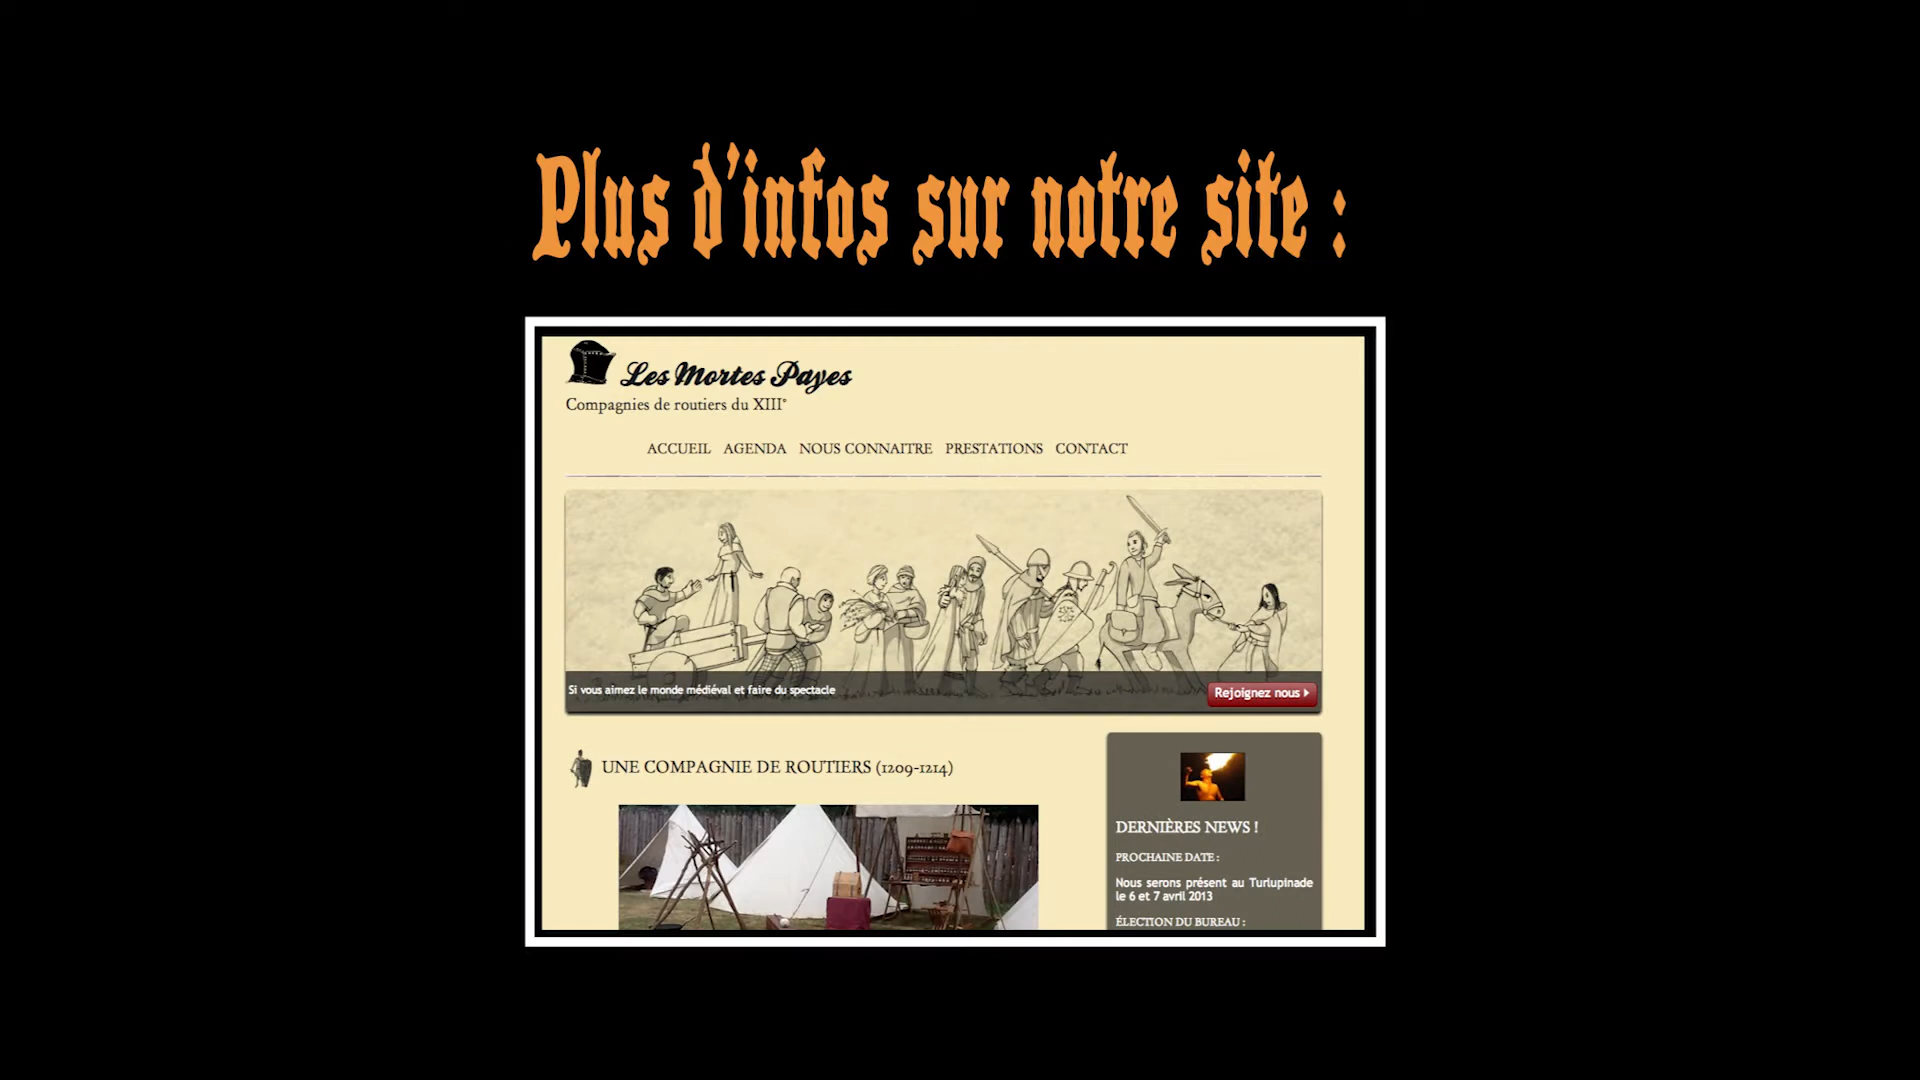 Plus d'infos sur notre site :
Les Mortes Payes
Compagnies de routiers du XIII°
ACCUEIL AGENDA NOUS CONNAITRE PRESTATIONS CONTACT
Si vous aimez le monde médiéval et faire du spectacle
Rejoignez nous
UNE COMPAGNIE DE ROUTIERS (1209-1214)
DERNIÈRES NEWS !
PROCHAINE DATE :
Nous serons présent au Turlupinade
le 6 et 7 avril 2013
ÉLECTION DU BUREAU :